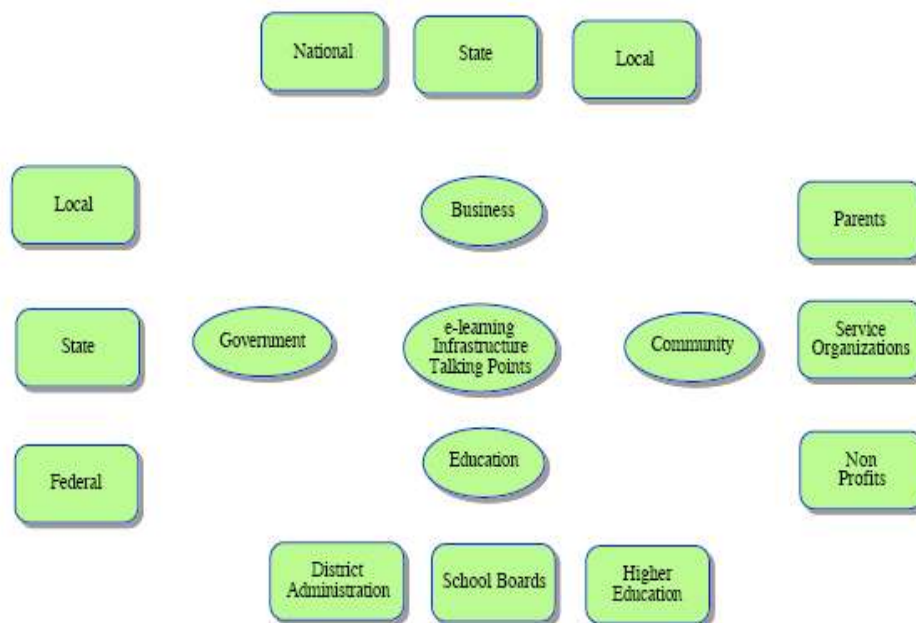 National
State
Local
Local
Business
Parents
State
Government
e-learning
Infrastructure
Talking Points
Community
Service
Organizations
Federal
Education
Non
Profits
District
Administration
School Boards
Higher
Education